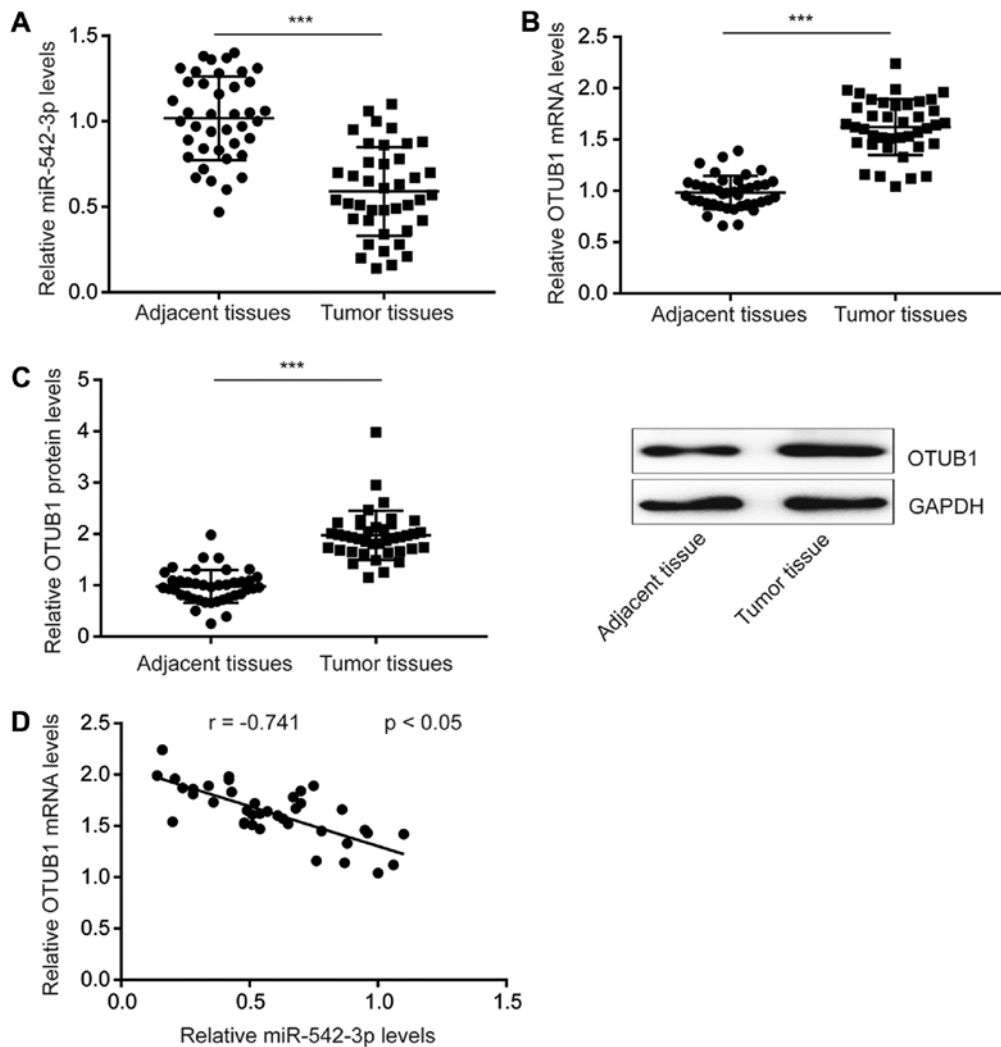 A
***
Relative miR-542-3p levels
1.5
1.0
0.5
0.0
Adjacent tissues
Tumor tissues
B
***
Relative OTUB1 mRNA levels
2.5
2.0
1.5
1.0
0.5
0.0
Adjacent tissues
Tumor tissues
C
***
Relative OTUB1 protein levels
5
4
3
2
1
0
Adjacent tissues
Tumor tissues
OTUB1
GAPDH
Adjacent tissue
Tumor tissue
D
r = -0.741
p < 0.05
Relative OTUB1 mRNA levels
2.5
2.0
1.5
1.0
0.5
0.0
0.0
0.5
1.0
1.5
Relative miR-542-3p levels